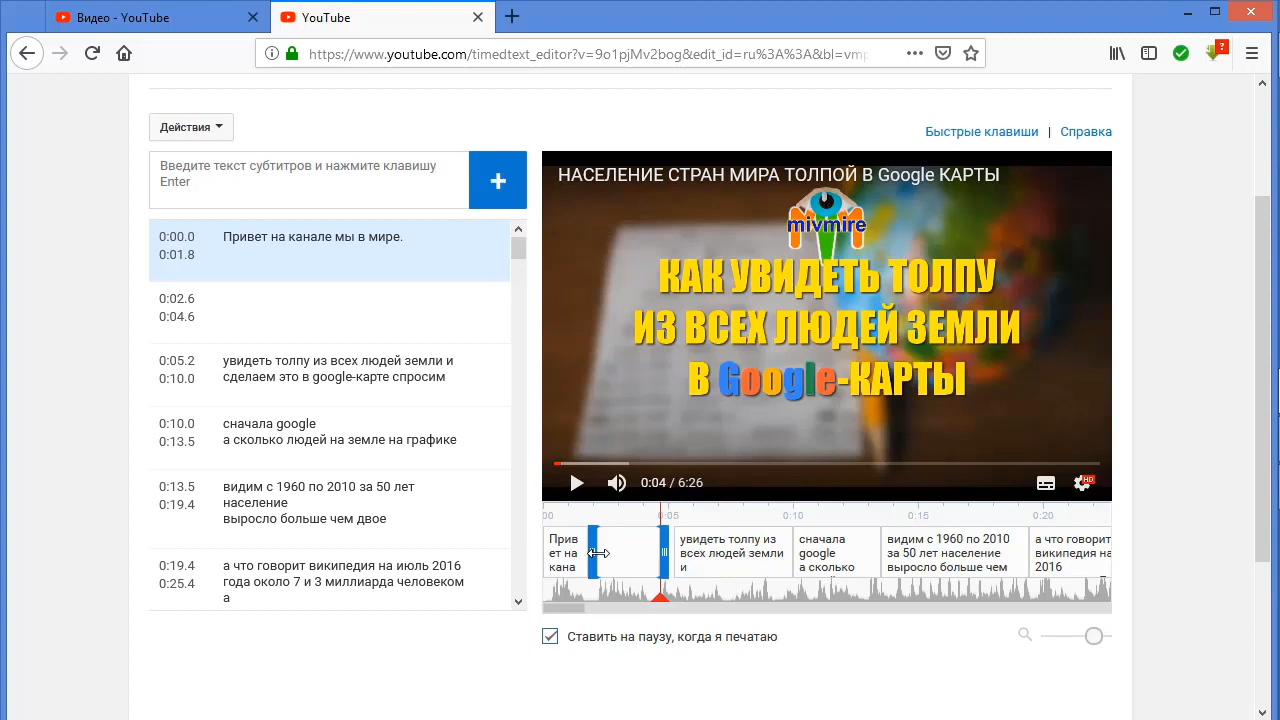 Видео - YouTube
YouTube
https://www.youtube.com/timedtext_editor?v=9o1pjMv2bog&edit_id=ru%3A%3A&bl=vmp
Действия
Быстрые клавиши | Справка
Введите текст субтитров и нажмите клавишу
Enter
+
0:00.0
0:01.8
Привет на канале мы в мире.
0:02.6
0:04.6
0:05.2
0:10.0
увидеть толпу из всех людей земли и
сделаем это в google-карте спросим
0:10.0
0:13.5
сначала google
а сколько людей на земле на графике
0:13.5
0:19.4
видим с 1960 по 2010 за 50 лет
население
выросло больше чем двое
0:19.4
0:25.4
а что говорит википедия на июль 2016
года около 7 и 3 миллиарда человеком
а
НАСЕЛЕНИЕ СТРАН МИРА ТОЛПОЙ В Google КАРТЫ
mivmire
КАК УВИДЕТЬ ТОЛПУ
ИЗ ВСЕХ ЛЮДЕЙ ЗЕМЛИ
В Google-КАРТЫ
0:04 / 6:26
HD
00 0:05 0:10 0:15 0:20
Прив
ет на
кана
увидеть толпу из
всех людей земли
и
сначала
google
а сколько
видим с 1960 по 2010
за 50 лет население
выросло больше чем
а что говорит
википедия на
2016
Ставить на паузу, когда я печатаю